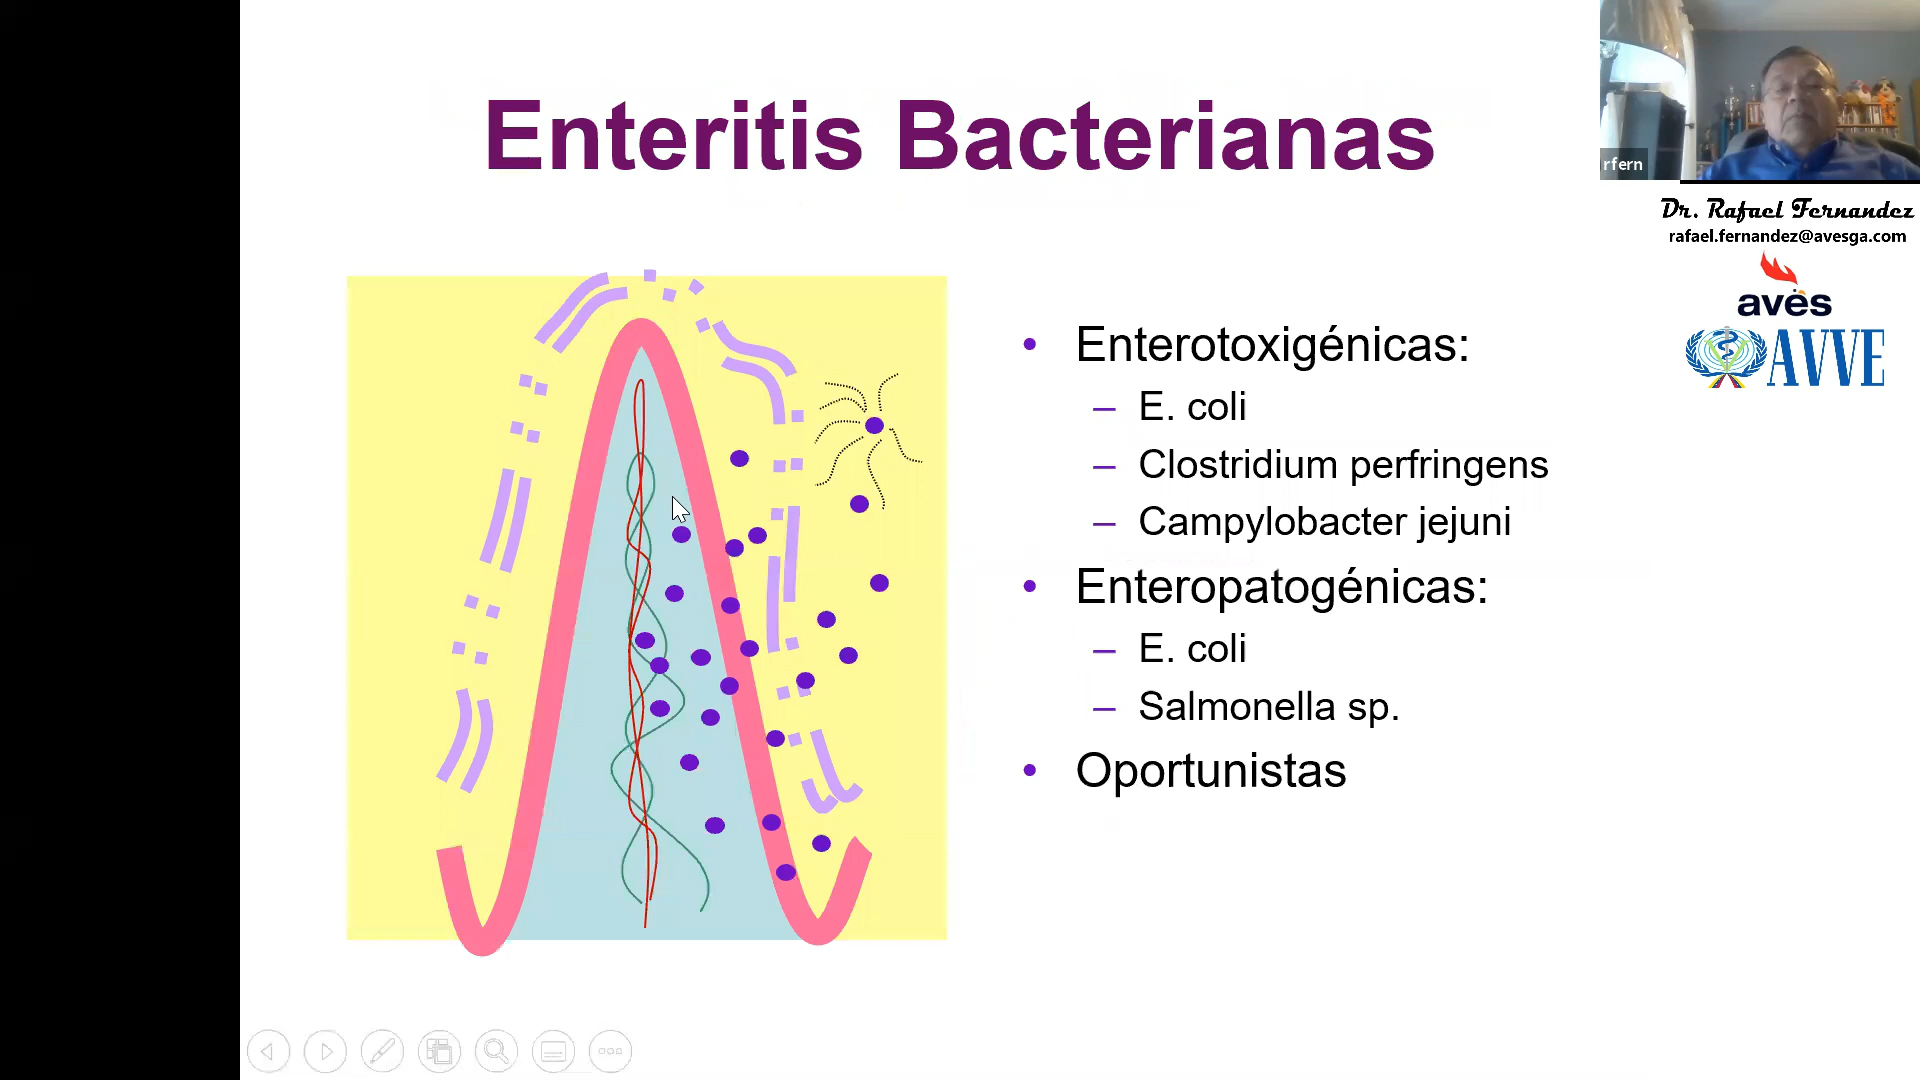 Enteritis Bacterianas
rfern
Dr. Rafael Fernandez
rafael.fernandez@avesga.com
avès
AVVE
• Enterotoxigénicas:
– E. coli
– Clostridium perfringens
– Campylobacter jejuni
• Enteropatogénicas:
– E. coli
– Salmonella sp.
• Oportunistas